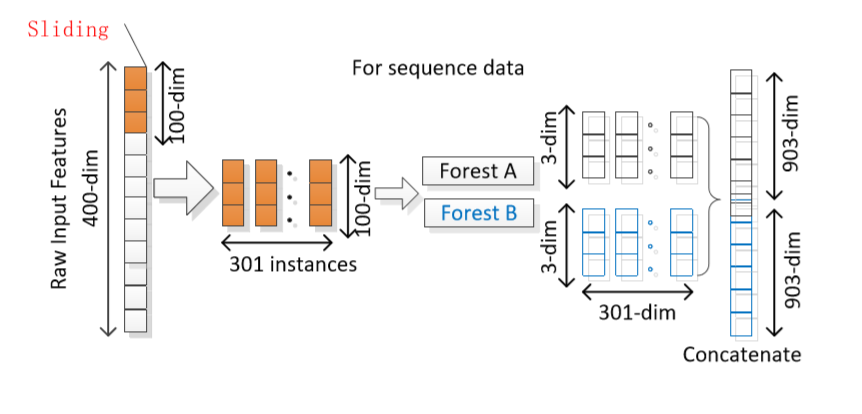 Sliding
For sequence data
Raw Input Features
400-dim
100-dim
301 instances
100-dim
Forest A
Forest B
3-dim
3-dim
301-dim
903-dim
903-dim
Concatenate